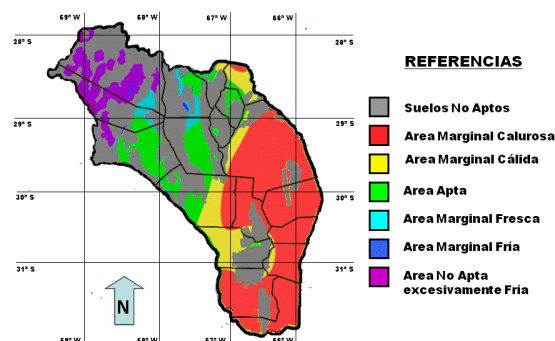 69° W 68° W 67° W 66° W
28° S
29° S
30° S
31° S
28° S
29° S
30° S
31° S
N
67° W
REFERENCIAS
Suelos No Aptos
Area Marginal Calurosa
Area Marginal Cálida
Area Apta
Area Marginal Fresca
Area Marginal Fría
Area No Apta
excesivamente Fría